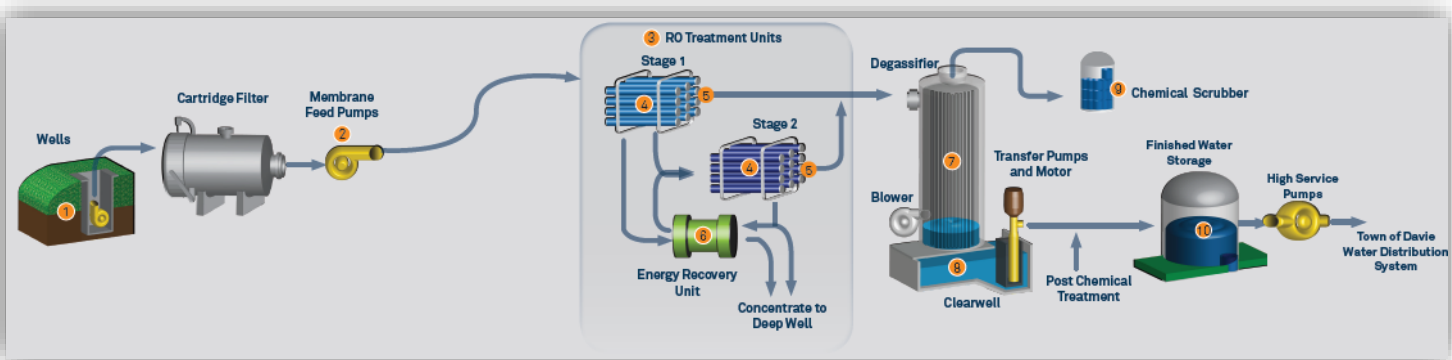 Wells
1
Cartridge Filter
Membrane
Feed Pumps
2
3 RO Treatment Units
Stage 1
4
5
Stage 2
4
5
6
Energy Recovery
Unit
Concentrate to
Deep Well
Degassifier
7
Blower
8
Clearwell
9 Chemical Scrubber
Transfer Pumps
and Motor
Post Chemical
Treatment
Finished Water
Storage
10
High Service
Pumps
Town of Davie
Water Distribution
System